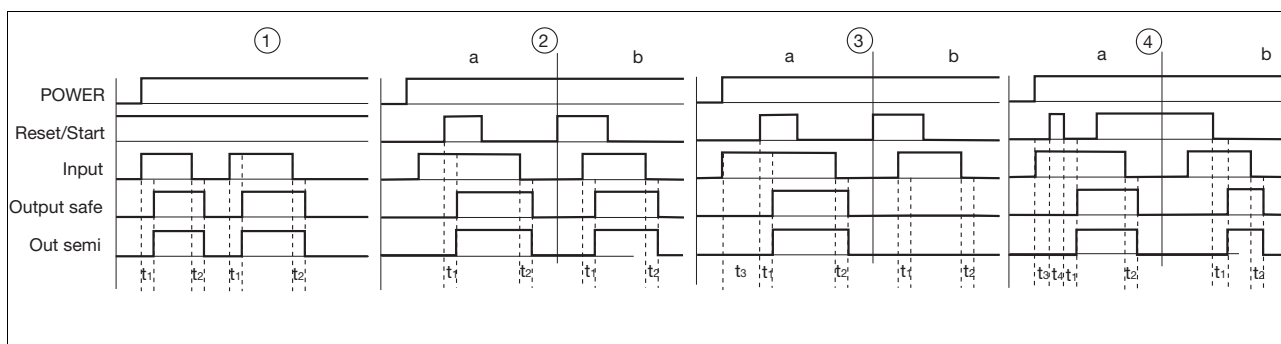 1 2 3 4
a b a b a b
POWER
Reset/Start
Input
Output safe
Out semi
t1 t2 t1 t2 t1 t2 t1 t2 t3 t1 t2 t1 t2 t3 t4 t1 t2 t1 t2